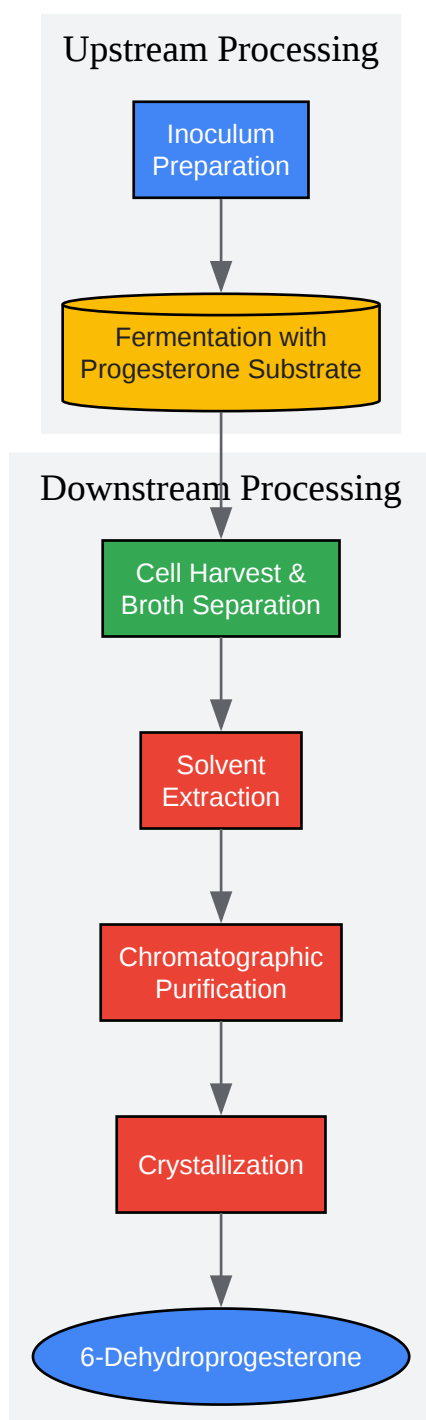 Upstream Processing
Inoculum
Preparation
Fermentation with
Progesterone Substrate
Downstream Processing
Cell Harvest &
Broth Separation
Solvent
Extraction
Chromatographic
Purification
Crystallization
6-Dehydroprogesterone